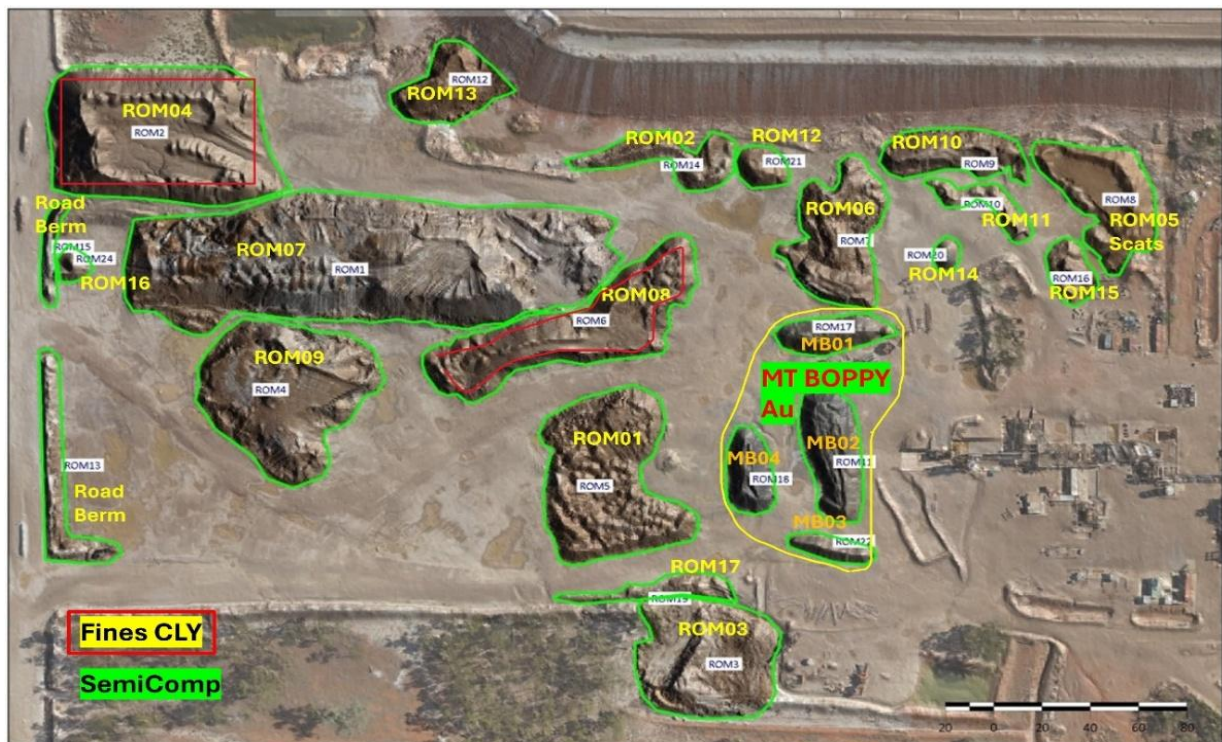 ROM12
ROM13
ROM04
ROM2
ROM02
ROM14
ROM12
ROM21
ROM10
ROM9
ROM8
ROM10
ROM11
ROM05
Scats
ROM06
ROM7
ROM20
ROM14
ROM16
ROM15
Road
Berm
ROM15
ROM24
ROM16
ROM07
ROM1
ROM08
ROM6
ROM17
MB01
MT BOPPY
Au
ROM09
ROM4
ROM01
ROM5
MB02
ROM11
MB04
ROM18
MB03
ROM22
ROM13
Road
Berm
ROM17
ROM19
ROM03
ROM3
Fines CLY
SemiComp
20 0 20 40 60 80